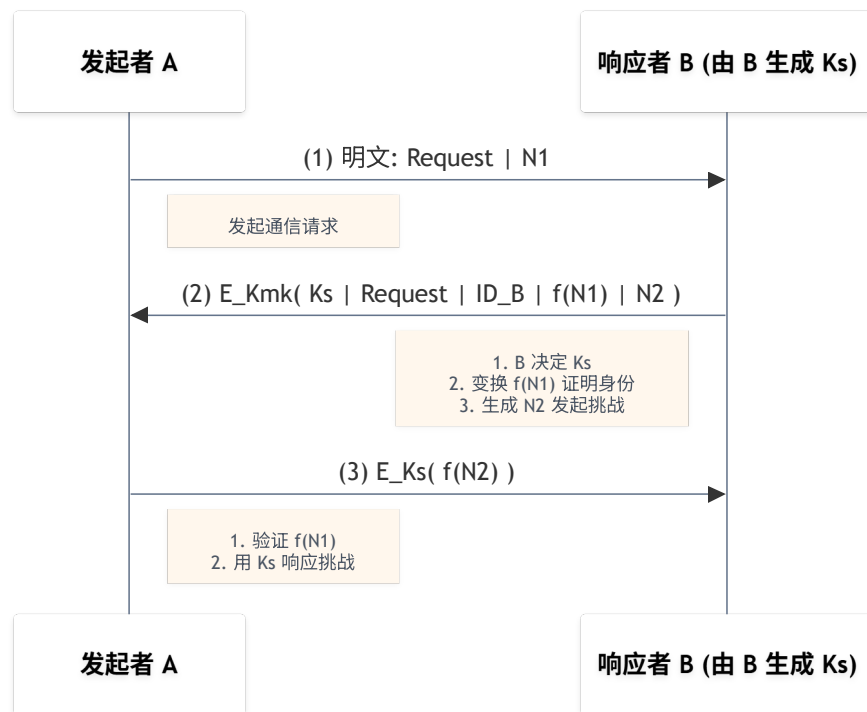 发起者 A
响应者 B (由 B 生成 Ks)
(1) 明文: Request | N1
发起通信请求
(2) E_Kmk( Ks | Request | ID_B | f(N1) | N2 )
1. B 决定 Ks
2. 变换 f(N1) 证明身份
3. 生成 N2 发起挑战
(3) E_Ks( f(N2) )
1. 验证 f(N1)
2. 用 Ks 响应挑战
发起者 A
响应者 B (由 B 生成 Ks)